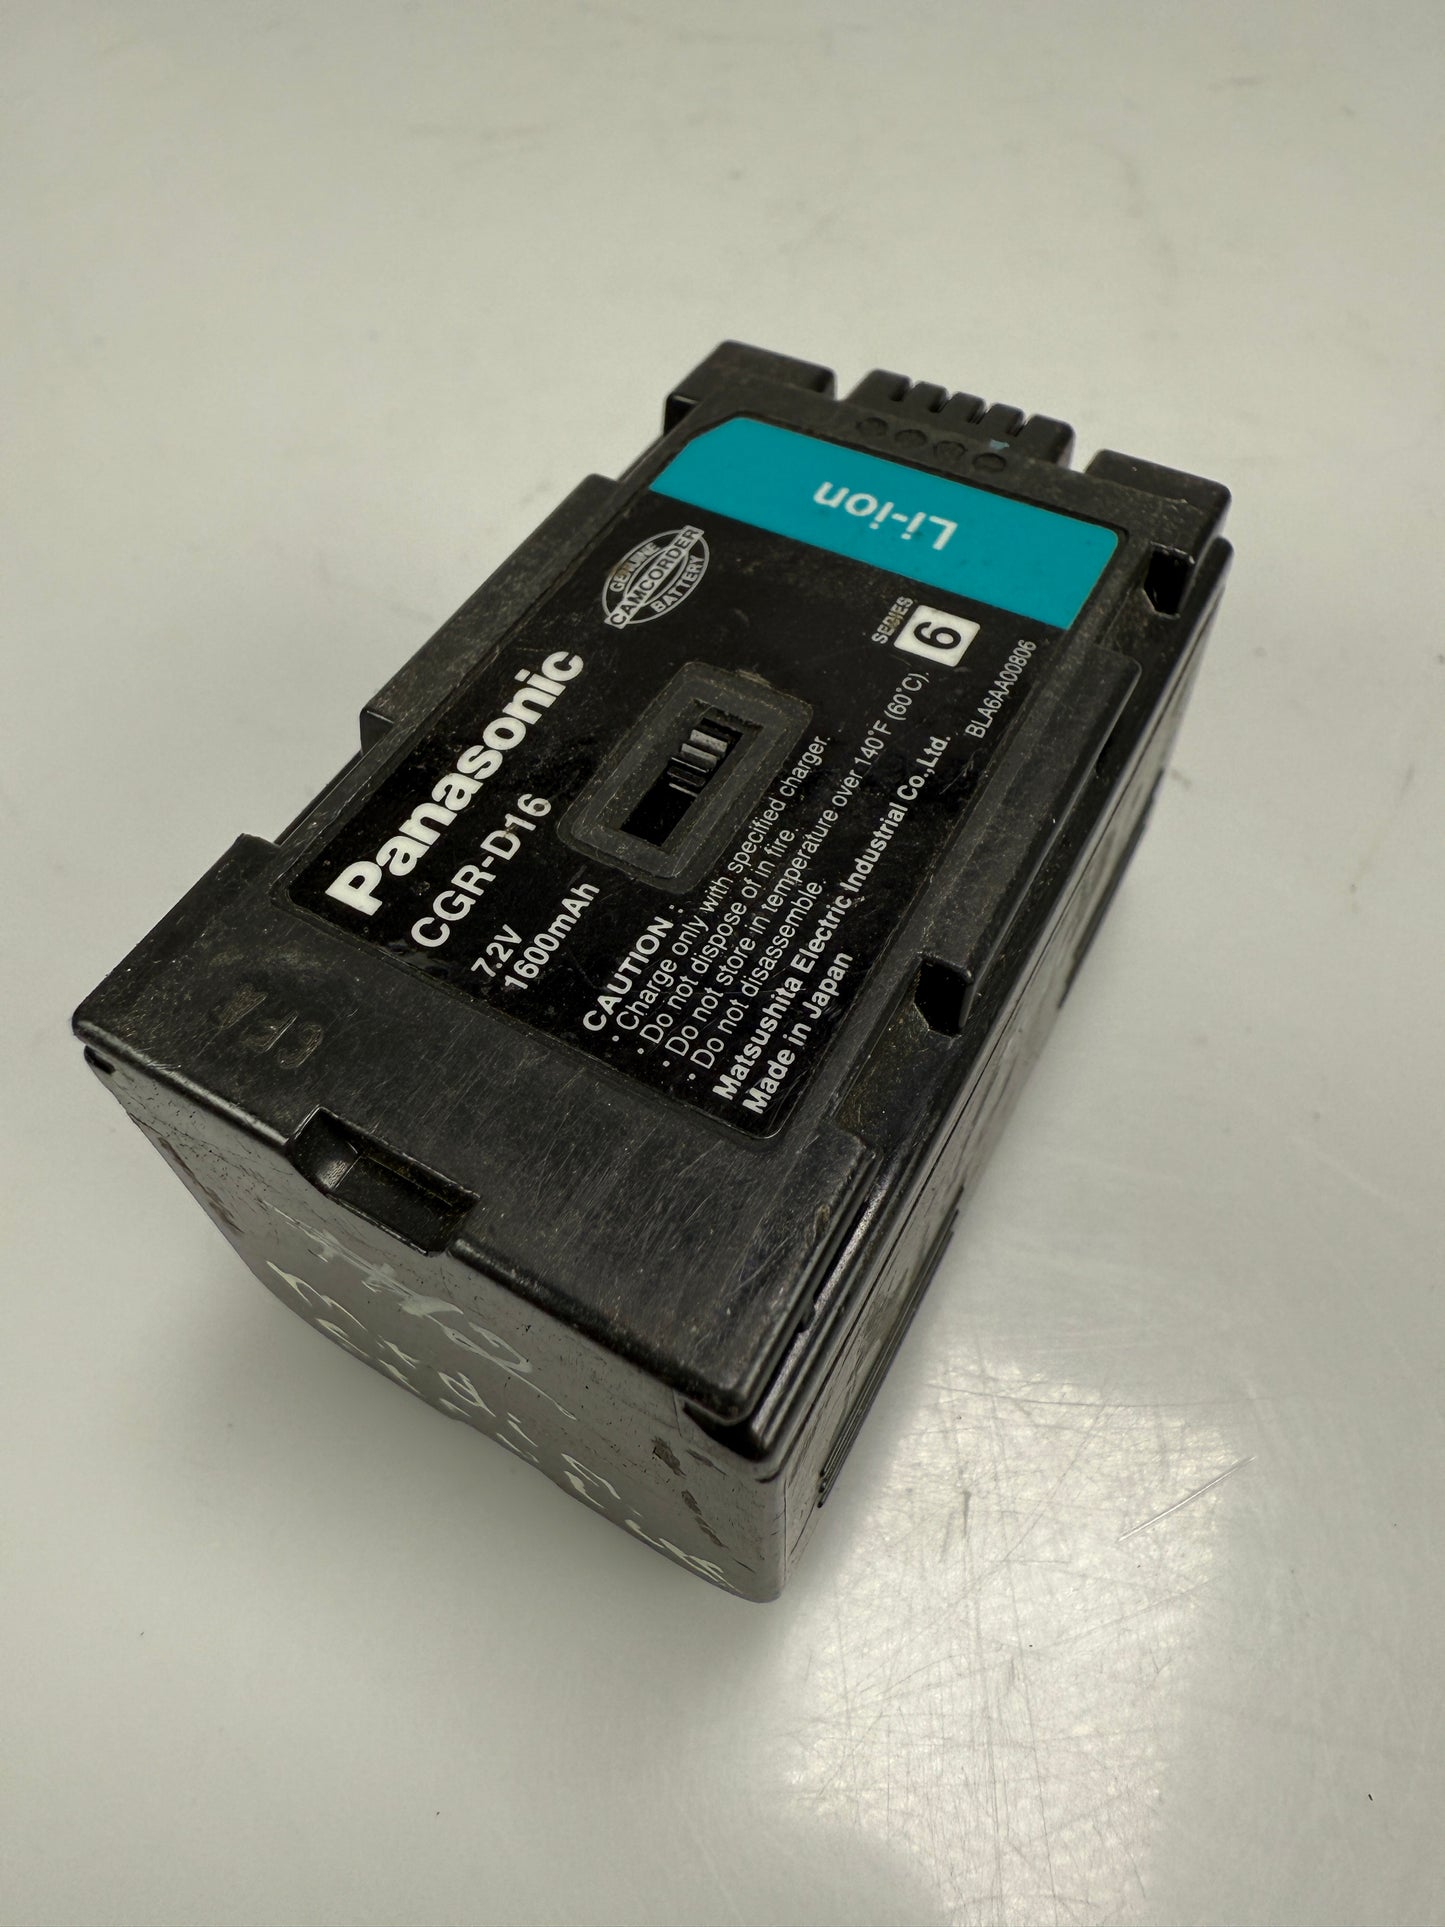 Li-ion
GENUINE
CAMCORDER
BATTERY
SERIES
6
Panasonic
CGR-D16
7.2V
1600mAh
CAUTION :
· Charge only with specified charger.
· Do not dispose of in fire.
· Do not store in temperature over 140°F (60°C).
· Do not disassemble.
Matsushita Electric Industrial Co.,Ltd.
Made in Japan
BLA6AA00806